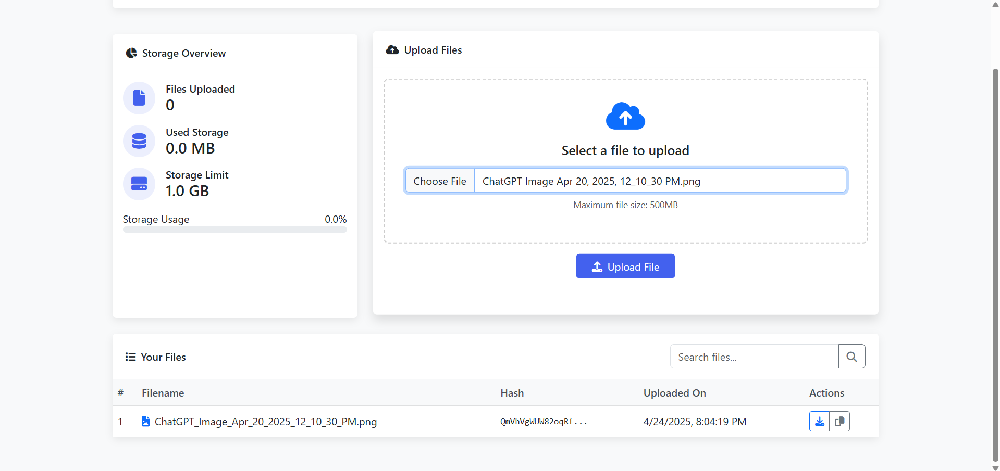 Storage Overview
Files Uploaded
0
Used Storage
0.0 MB
Storage Limit
1.0 GB
Storage Usage 0.0%
Upload Files
Select a file to upload
Choose File ChatGPT Image Apr 20, 2025, 12_10_30 PM.png
Maximum file size: 500MB
Upload File
Your Files
Search files...
# Filename Hash Uploaded On Actions
1 ChatGPT_Image_Apr_20_2025_12_10_30_PM.png QmVhVgWUW82oqRf... 4/24/2025, 8:04:19 PM